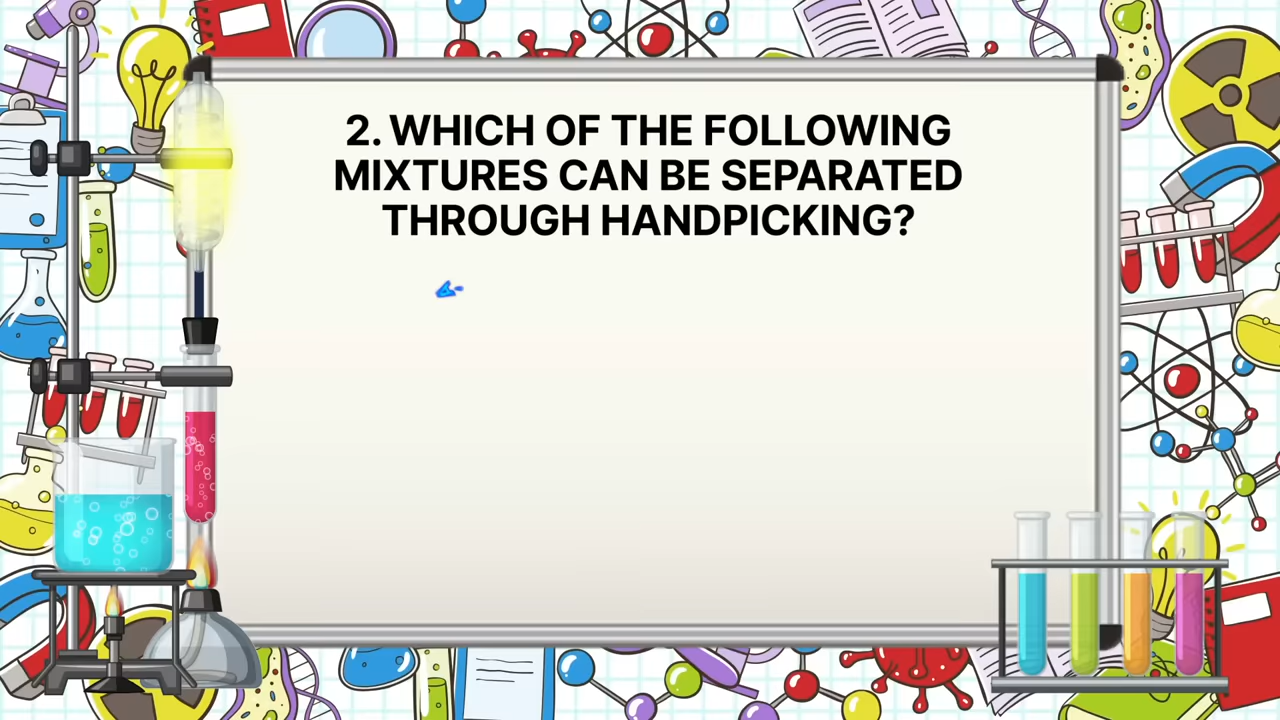 2. WHICH OF THE FOLLOWING
MIXTURES CAN BE SEPARATED
THROUGH HANDPICKING?